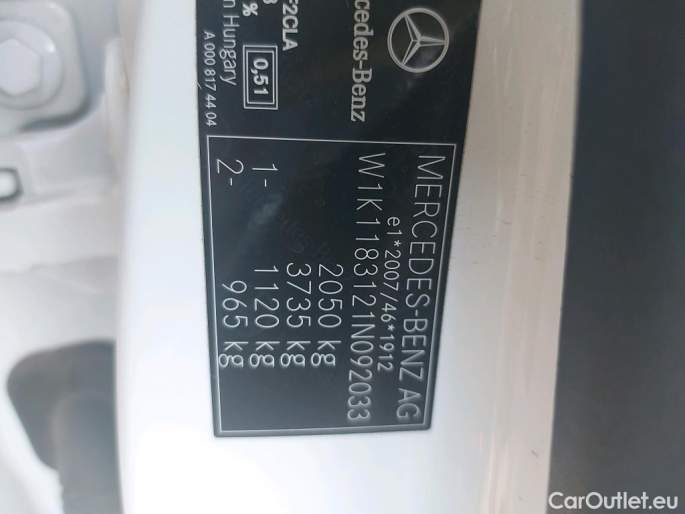 Mercedes-Benz
F2CLA
%
n Hungary
0,51
A 000 817 44 04
MERCEDES-BENZ AG
e1*2007/46*1912
W1K1183121N092033
2050 kg
3735 kg
1- 1120 kg
2- 965 kg
CarOutlet.eu